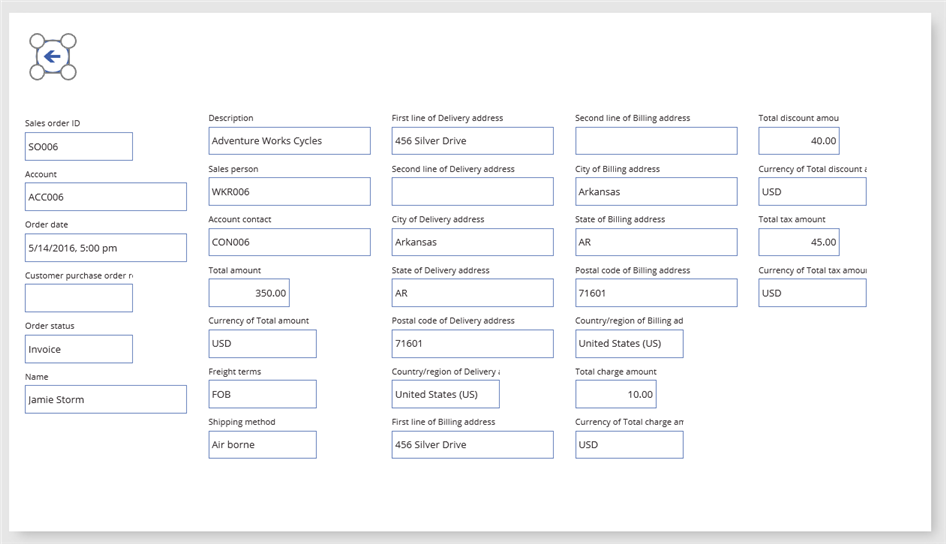 Sales order ID
SO006
Account
ACC006
Order date
5/14/2016, 5:00 pm
Customer purchase order r
Order status
Invoice
Name
Jamie Storm
Description
Adventure Works Cycles
Sales person
WKR006
Account contact
CON006
Total amount
350.00
Currency of Total amount
USD
Freight terms
FOB
Shipping method
Air borne
First line of Delivery address
456 Silver Drive
Second line of Delivery address
City of Delivery address
Arkansas
State of Delivery address
AR
Postal code of Delivery address
71601
Country/region of Delivery
United States (US)
First line of Billing address
456 Silver Drive
Second line of Billing address
City of Billing address
Arkansas
State of Billing address
AR
Postal code of Billing address
71601
Country/region of Billing ad
United States (US)
Total charge amount
10.00
Currency of Total charge am
USD
Total discount amou
40.00
Currency of Total discount a
USD
Total tax amount
45.00
Currency of Total tax amou
USD